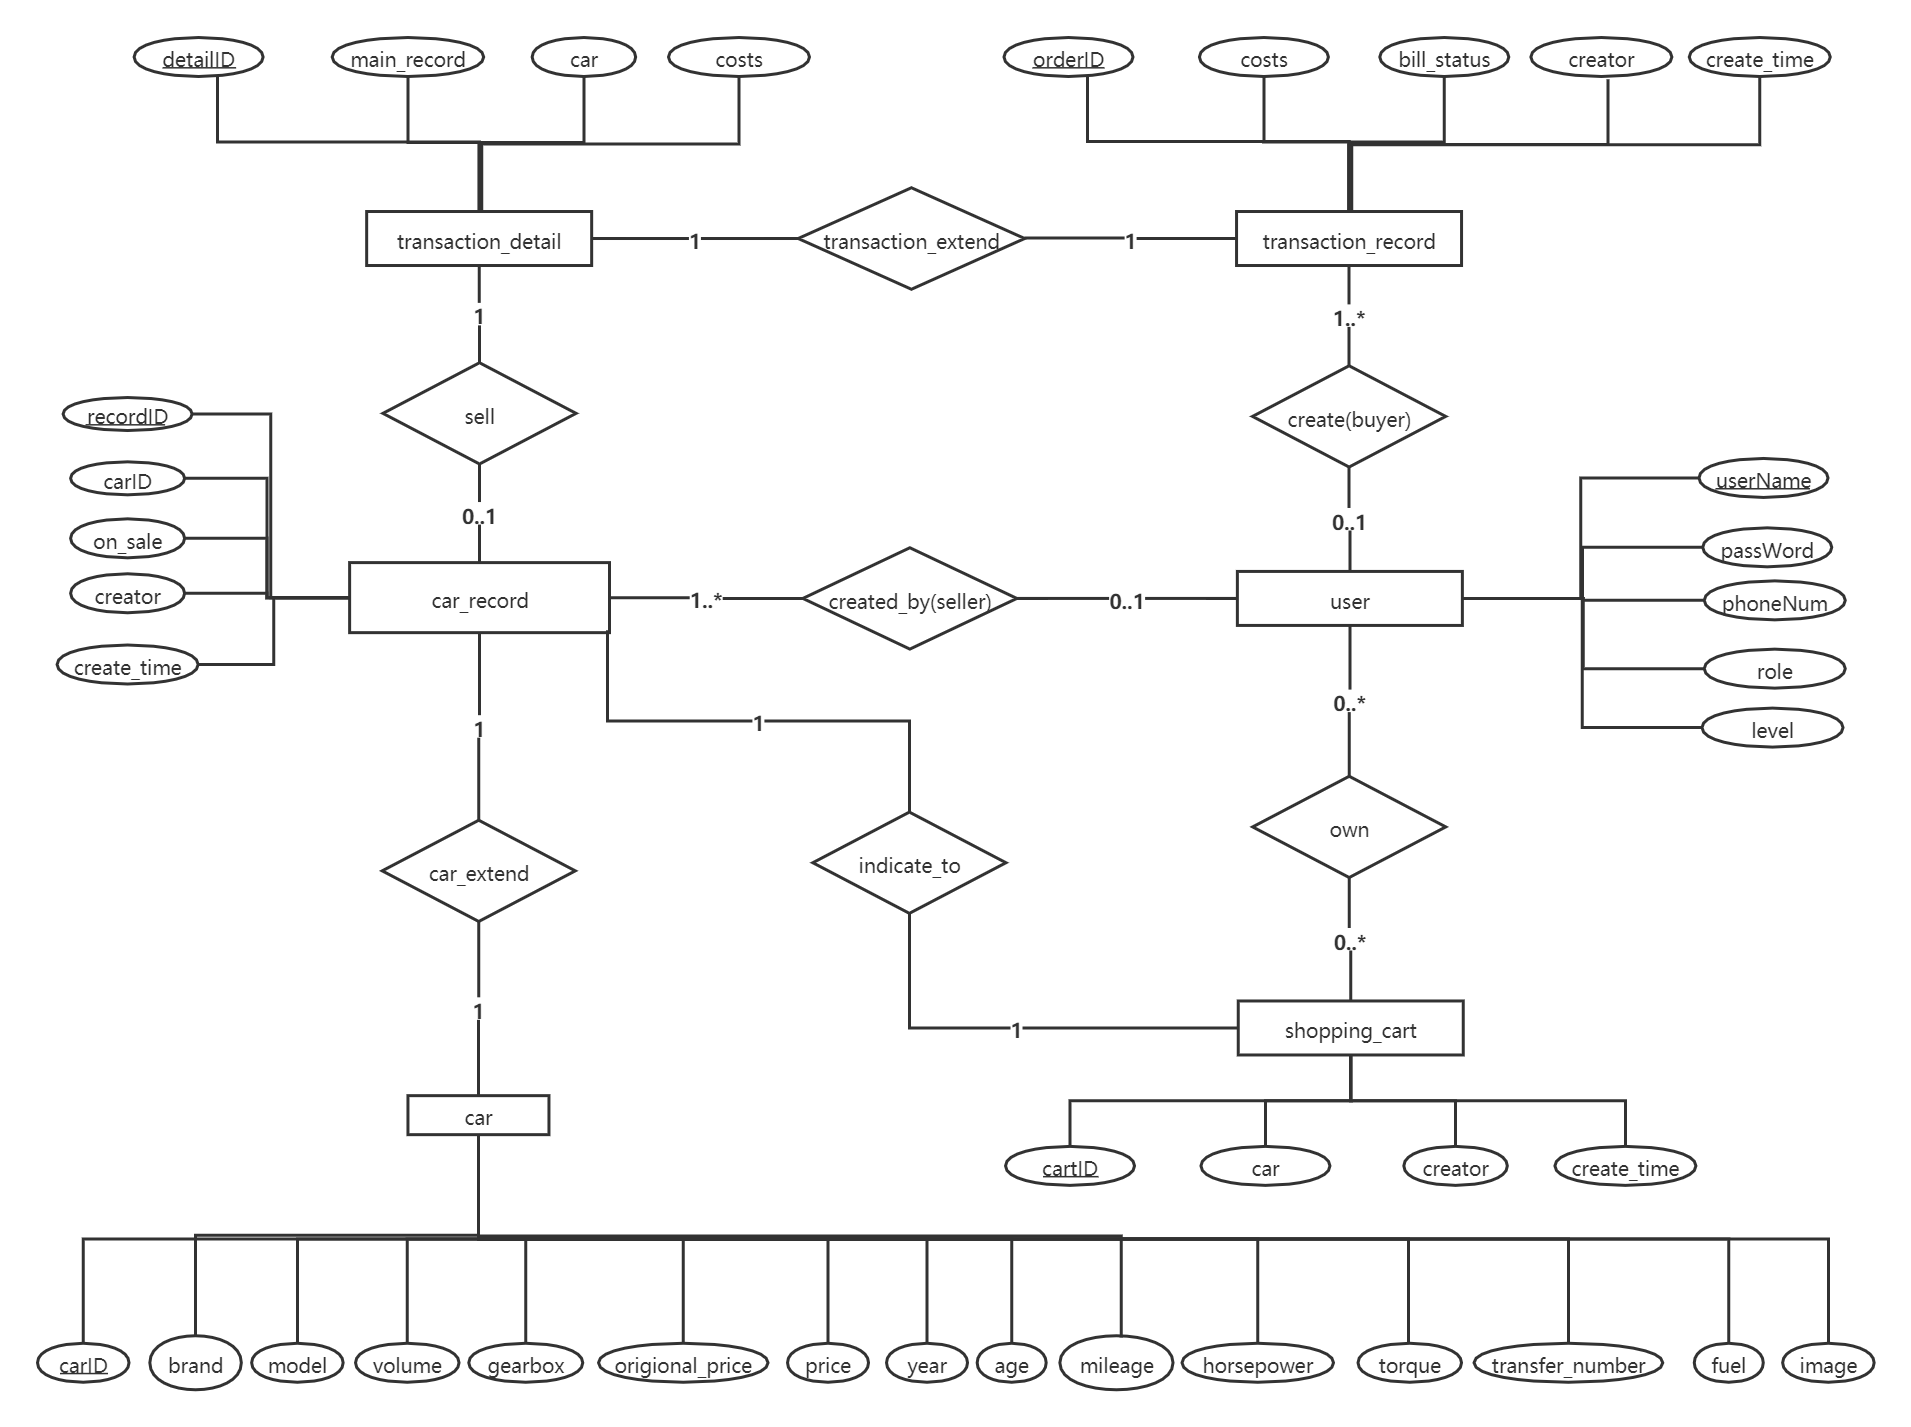 detailID
main_record
car
costs
orderID
costs
bill_status
creator
create_time
transaction_detail
1
transaction_extend
1
transaction_record
1
1..*
sell
create(buyer)
recordID
carID
on_sale
creator
create_time
0..1
0..1
userName
passWord
phoneNum
role
level
car_record
1..*
created_by(seller)
0..1
user
1
1
0..*
car_extend
indicate_to
own
0..*
1
1
shopping_cart
car
cartID
car
creator
create_time
carID
brand
model
volume
gearbox
origional_price
price
year
age
mileage
horsepower
torque
transfer_number
fuel
image